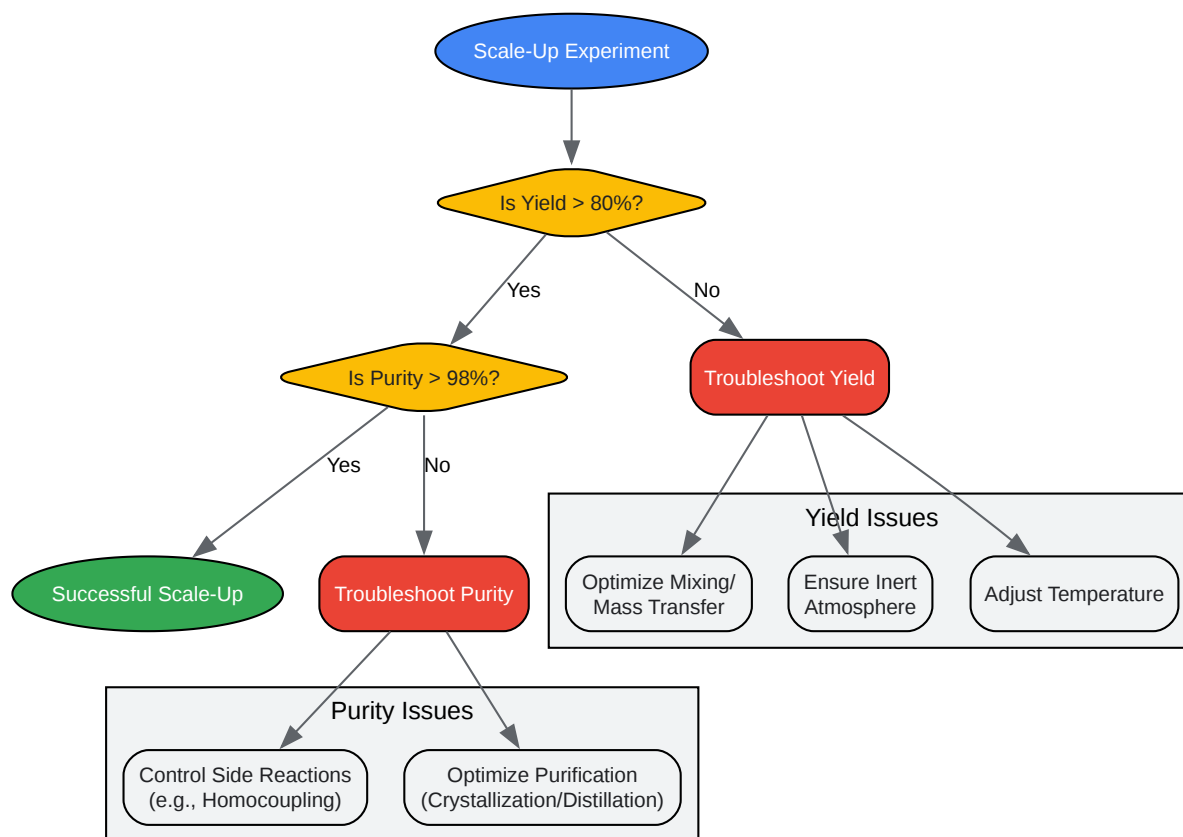 Scale-Up Experiment
Is Yield > 80%?
Yes
No
Is Purity > 98%?
Troubleshoot Yield
Yes
No
Yield Issues
Successful Scale-Up
Troubleshoot Purity
Optimize Mixing/
Mass Transfer
Ensure Inert
Atmosphere
Adjust Temperature
Purity Issues
Control Side Reactions
(e.g., Homocoupling)
Optimize Purification
(Crystallization/Distillation)